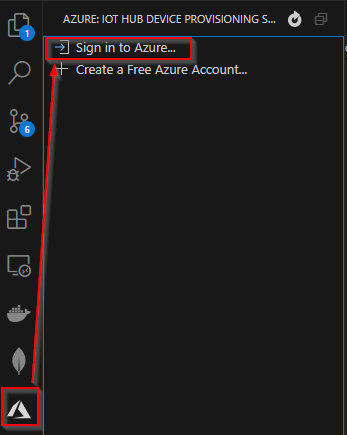 AZURE: IOT HUB DEVICE PROVISIONING S...
1
Sign in to Azure...
Create a Free Azure Account...
6